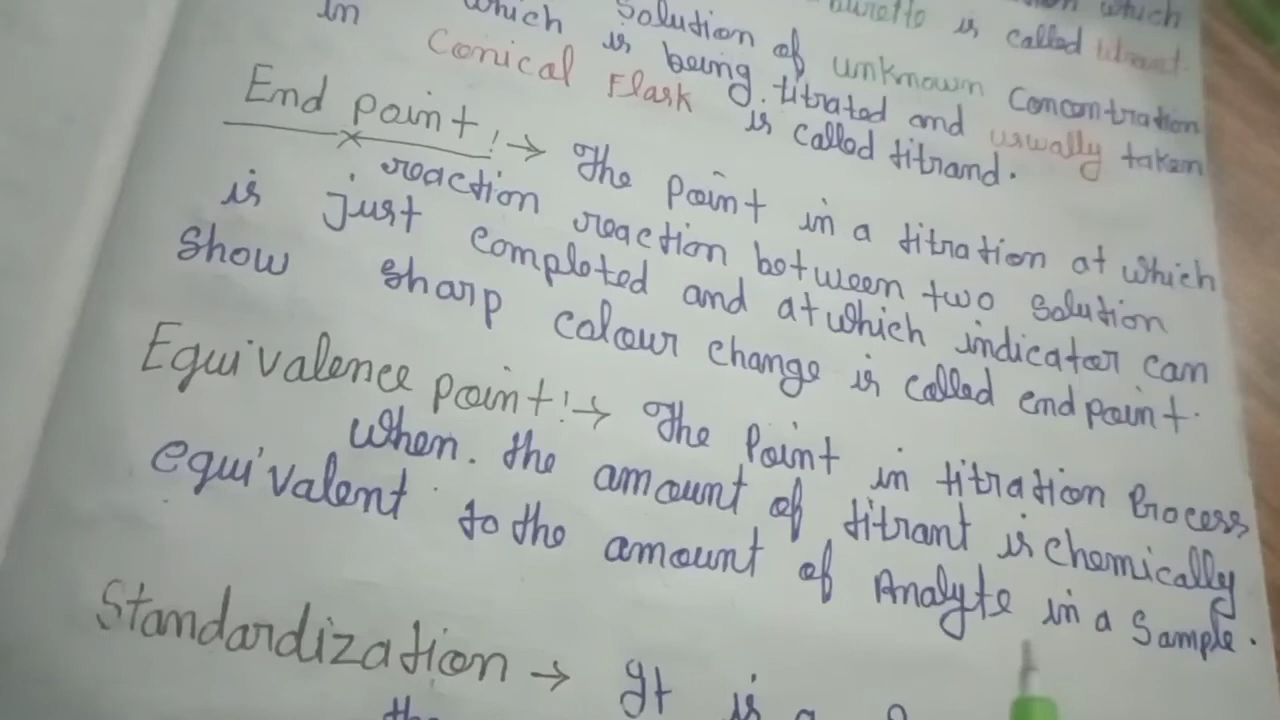 which
burette is called titrant.
in which solution of unknown Concentration
is being titrated and usually taken
Conical Flask is called titrand.
End point :→ The Point in a titration at which
reaction reaction between two solution
is just completed and at which indicator can
show sharp colour change is called end point.
Equivalence point :→ The Point in titration Process
When. the amount of titrant is chemically
equivalent to the amount of Analyte in a Sample.
Standardization → It is a
the